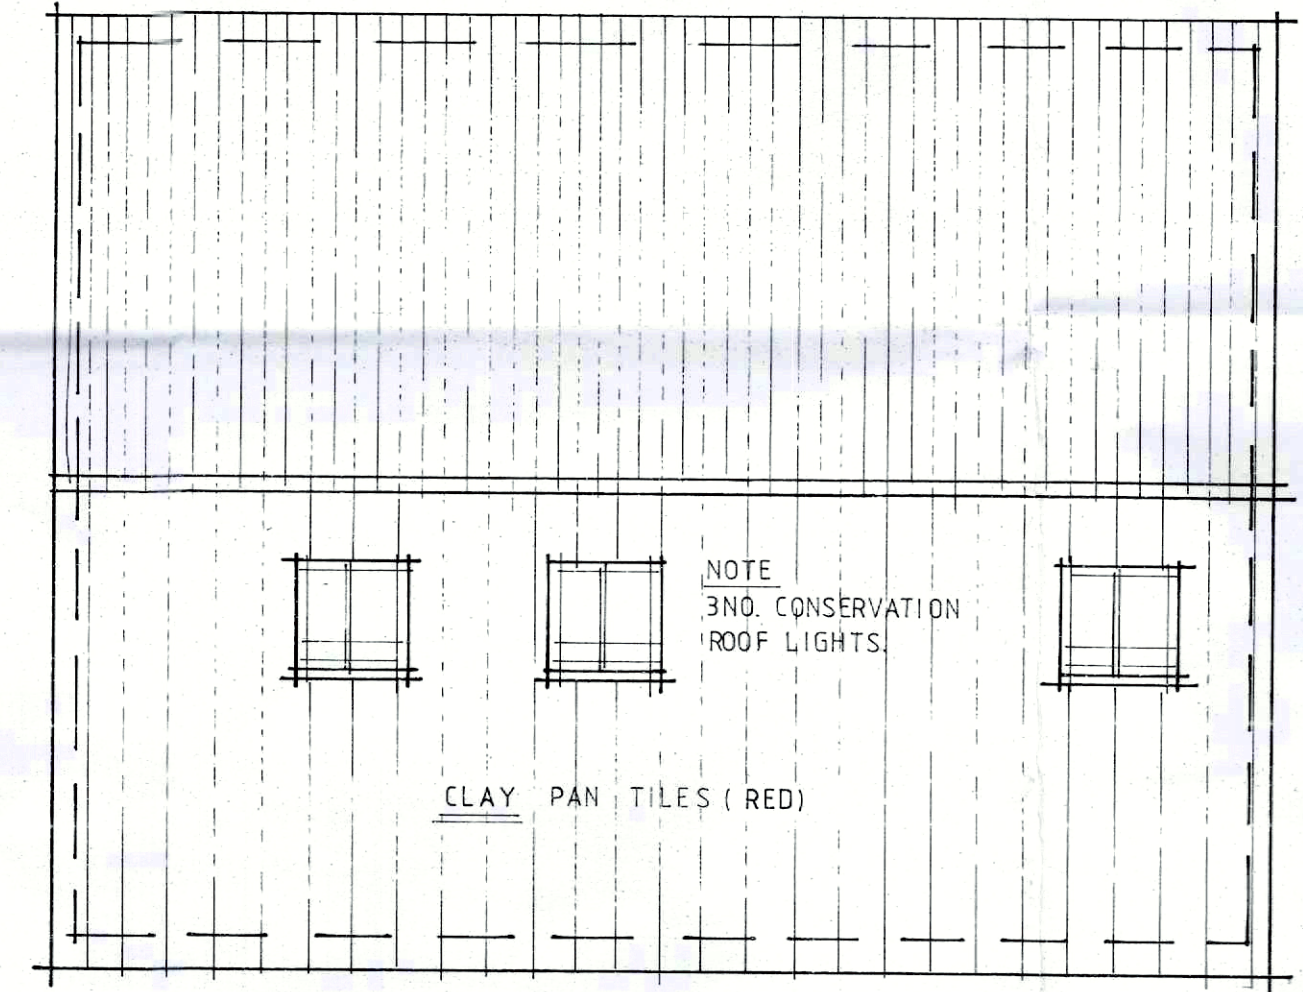 NOTE
3NO. CONSERVATION
ROOF LIGHTS.
CLAY PAN TILES (RED)